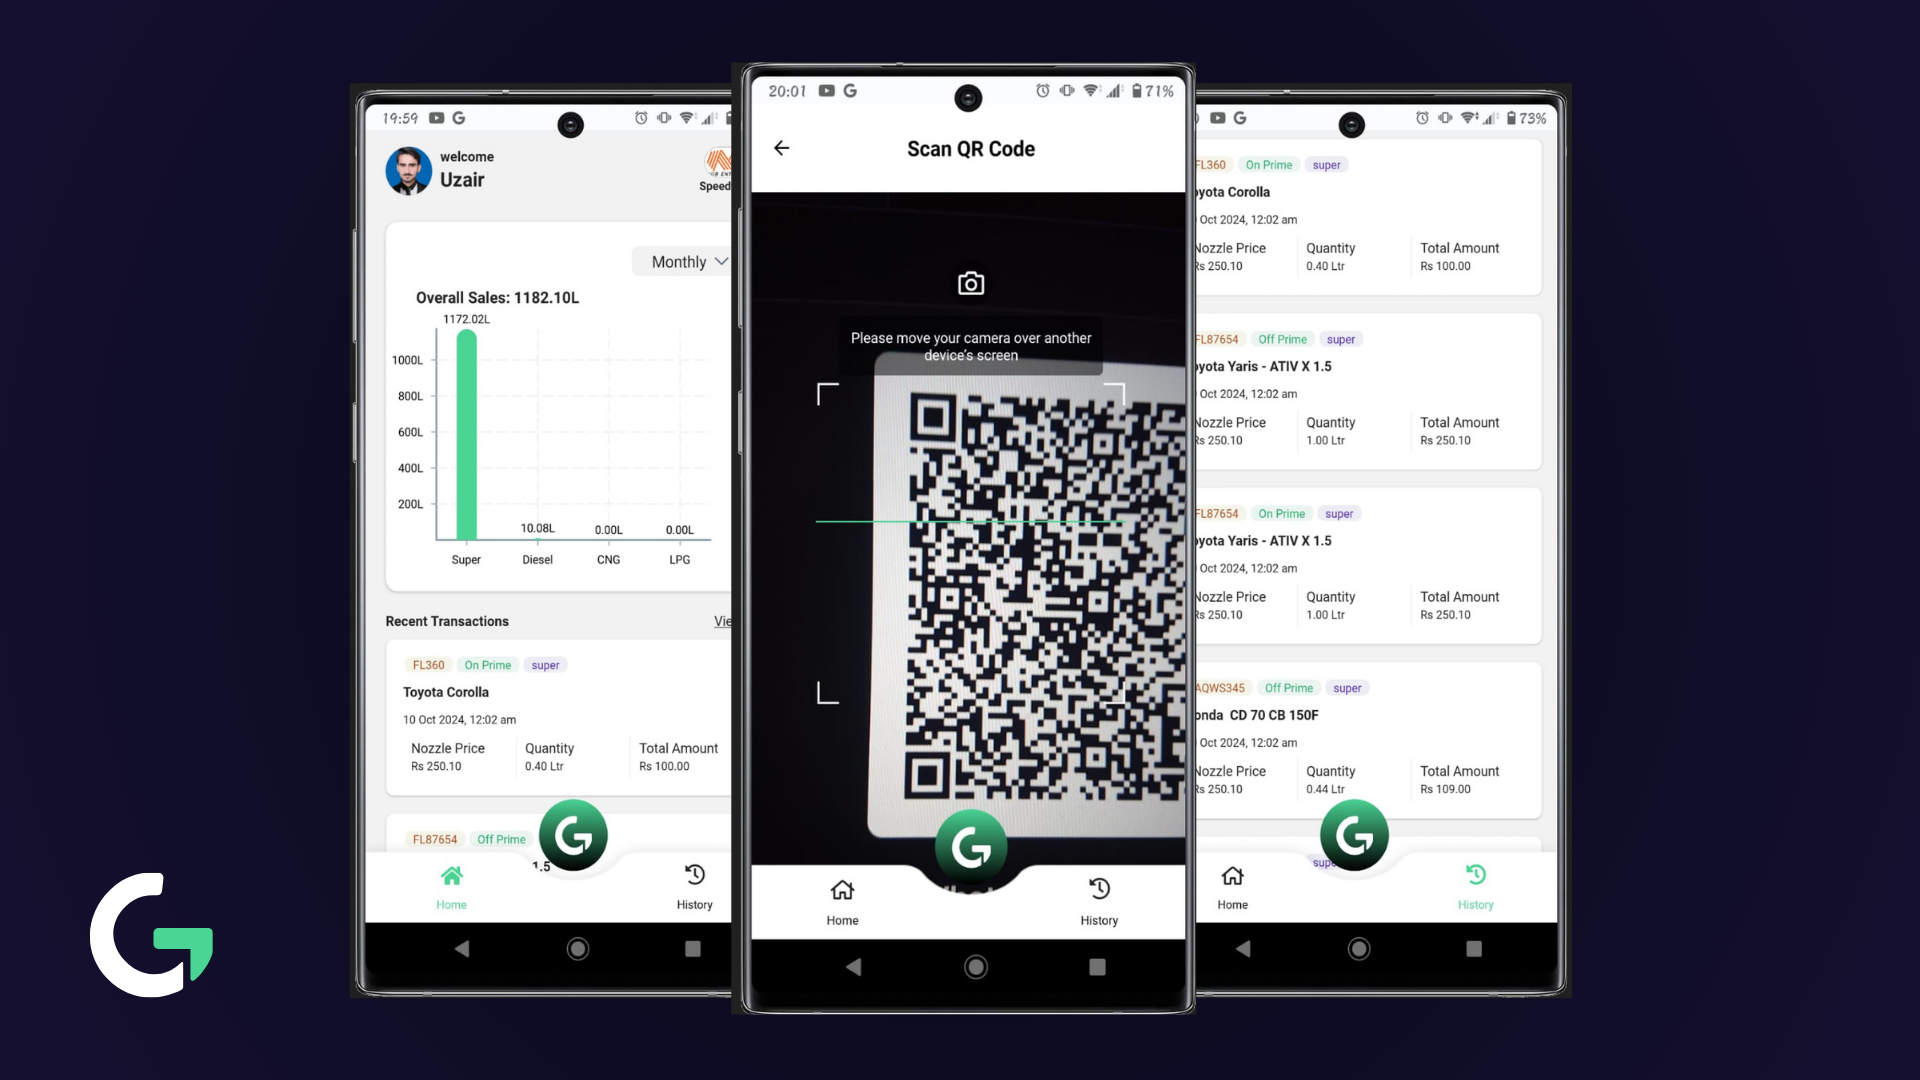 19:59
welcome
Uzair
Speed
Monthly
Overall Sales: 1182.10L
1172.02L
1000L
800L
600L
400L
200L
10.08L
0.00L
0.00L
Super
Diesel
CNG
LPG
Recent Transactions
Vie
FL360 On Prime super
Toyota Corolla
10 Oct 2024, 12:02 am
Nozzle Price Quantity Total Amount
Rs 250.10 0.40 Ltr Rs 100.00
FL87654 Off Prime
1.5
Home
History
20:01
71%
Scan QR Code
Please move your camera over another
device's screen
Home
History
73%
FL360 On Prime super
oyota Corolla
Oct 2024, 12:02 am
Nozzle Price Quantity Total Amount
Rs 250.10 0.40 Ltr Rs 100.00
FL87654 Off Prime super
oyota Yaris - ATIV X 1.5
Oct 2024, 12:02 am
Nozzle Price Quantity Total Amount
Rs 250.10 1.00 Ltr Rs 250.10
FL87654 On Prime super
oyota Yaris - ATIV X 1.5
Oct 2024, 12:02 am
Nozzle Price Quantity Total Amount
Rs 250.10 1.00 Ltr Rs 250.10
AQWS345 Off Prime super
onda CD 70 CB 150F
Oct 2024, 12:02 am
Nozzle Price Quantity Total Amount
Rs 250.10 0.44 Ltr Rs 109.00
supe
Home
History